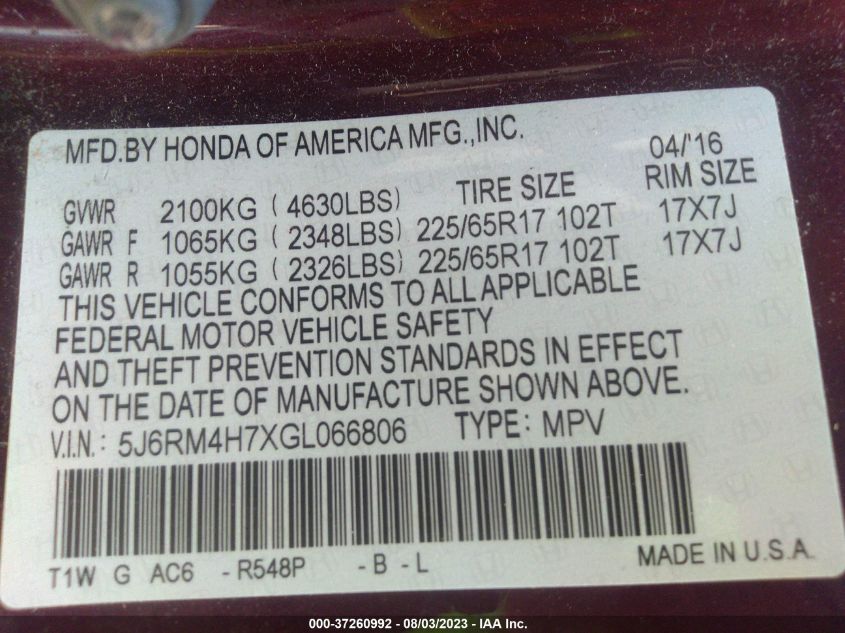 MFD.BY HONDA OF AMERICA MFG.,INC. 04/'16
TIRE SIZE RIM SIZE
GVWR 2100KG ( 4630LBS)
GAWR F 1065KG ( 2348LBS) 225/65R17 102T 17X7J
GAWR R 1055KG ( 2326LBS) 225/65R17 102T 17X7J
THIS VEHICLE CONFORMS TO ALL APPLICABLE
FEDERAL MOTOR VEHICLE SAFETY
AND THEFT PREVENTION STANDARDS IN EFFECT
ON THE DATE OF MANUFACTURE SHOWN ABOVE.
V.I.N.: 5J6RM4H7XGL066806 TYPE: MPV
T1W G AC6 -R548P -B -L MADE IN U.S.A.
000-37260992 - 08/03/2023 - IAA Inc.